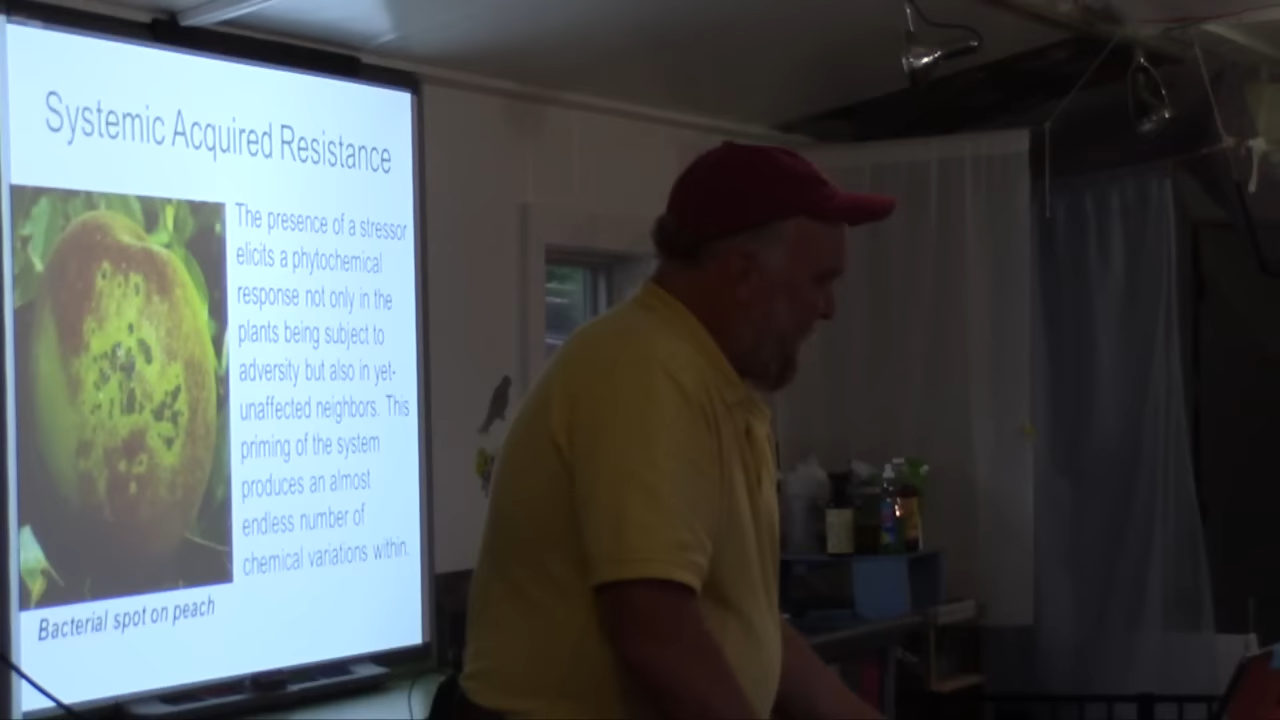 Systemic Acquired Resistance
The presence of a stressor
elicits a phytochemical
response not only in the
plants being subject to
adversity but also in yet-
unaffected neighbors. This
priming of the system
produces an almost
endless number of
chemical variations within.
Bacterial spot on peach